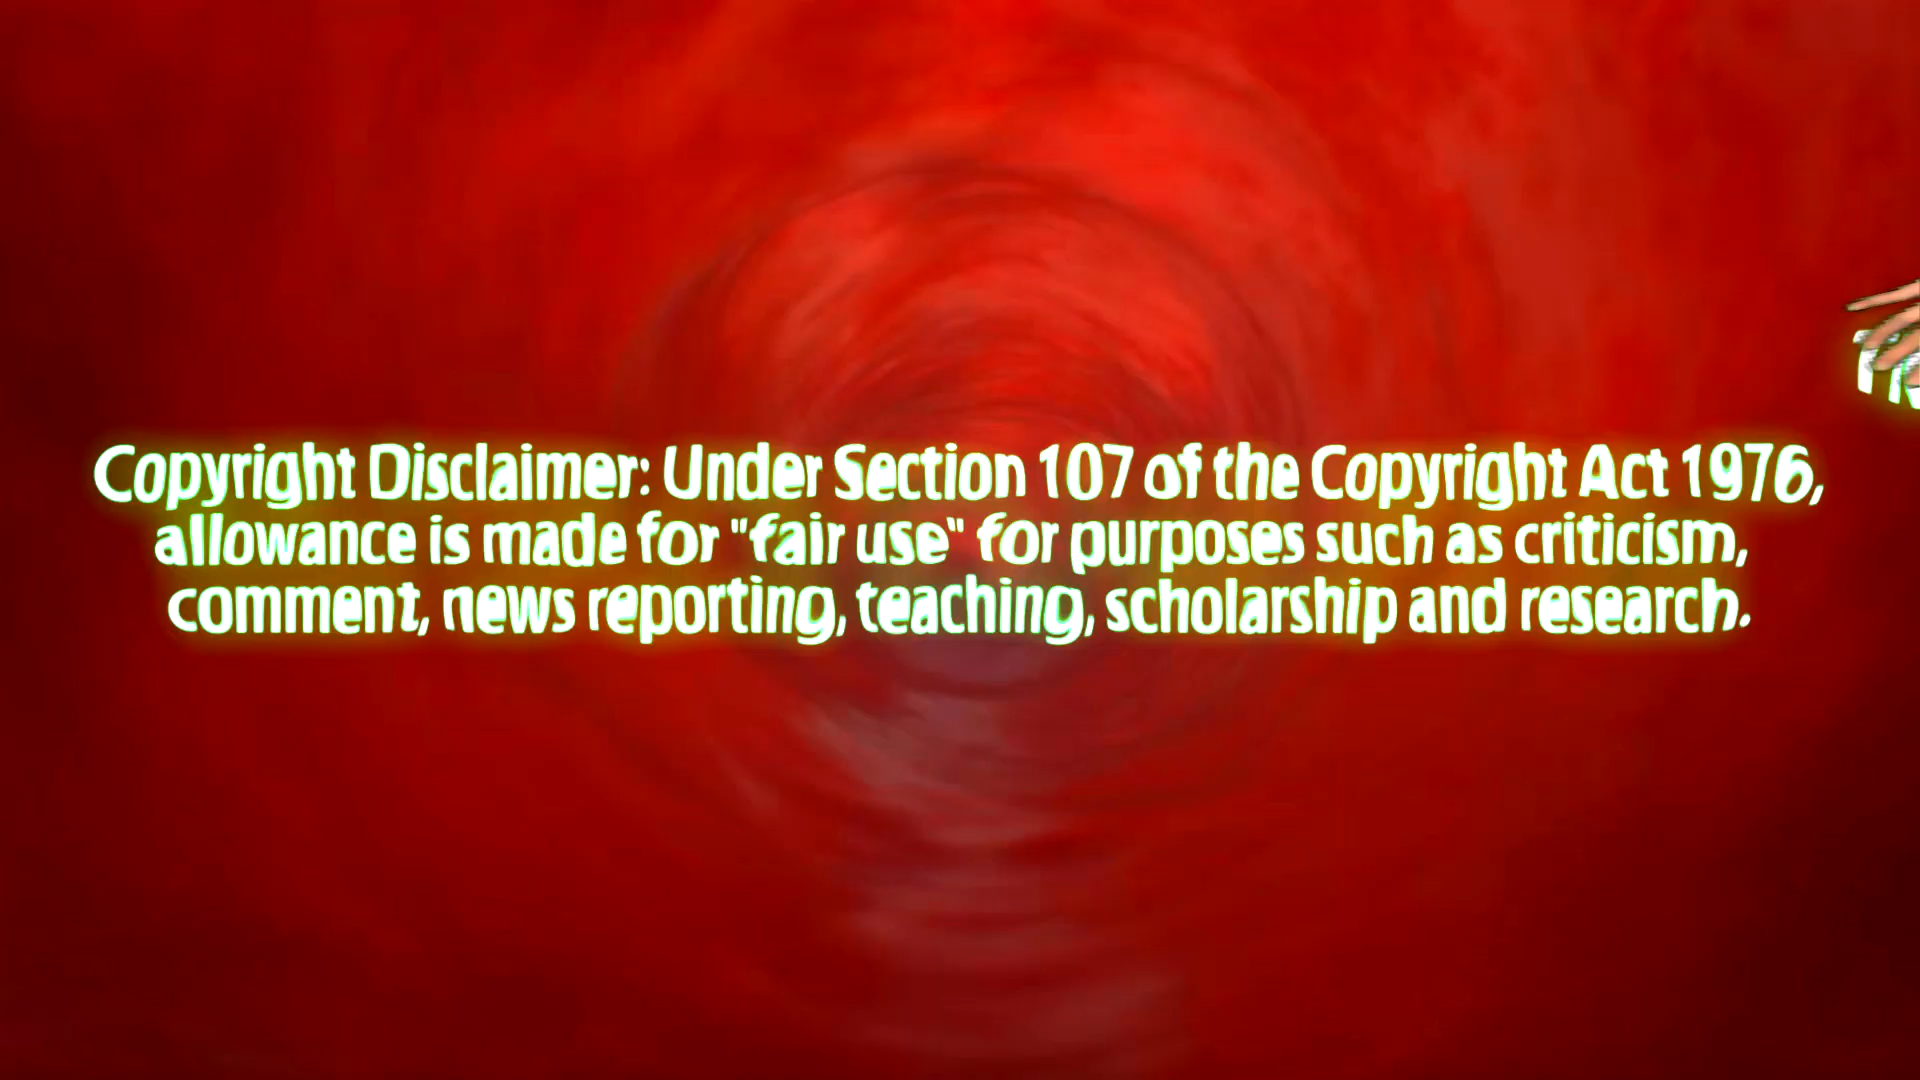 Copyright Disclaimer: Under Section 107 of the Copyright Act 1976,
allowance is made for "fair use" for purposes such as criticism,
comment, news reporting, teaching, scholarship and research.